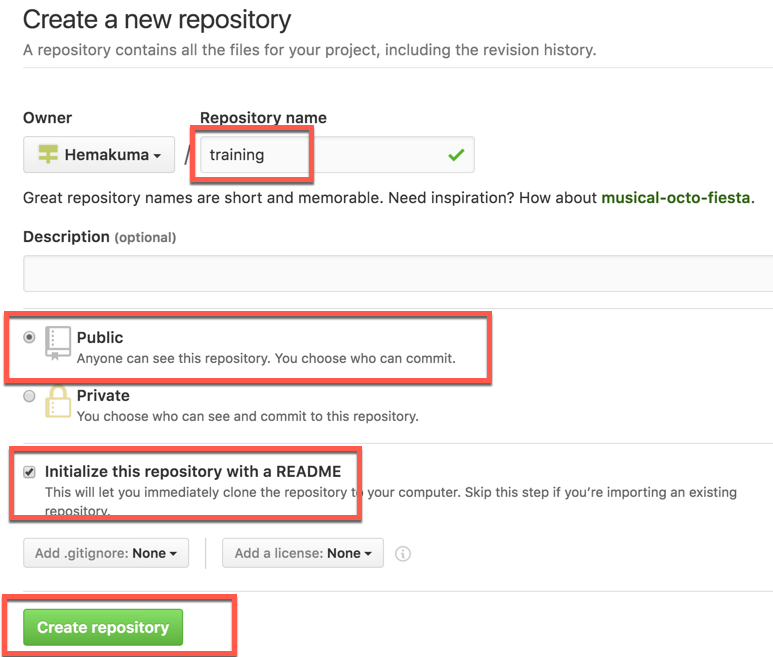 Create a new repository
A repository contains all the files for your project, including the revision history.
Owner
Repository name
Hemakuma
/
training
Great repository names are short and memorable. Need inspiration? How about musical-octo-fiesta.
Description (optional)
Public
Anyone can see this repository. You choose who can commit.
Private
You choose who can see and commit to this repository.
Initialize this repository with a README
This will let you immediately clone the repository to your computer. Skip this step if you're importing an existing
repository.
Add .gitignore: None
Add a license: None
Create repository